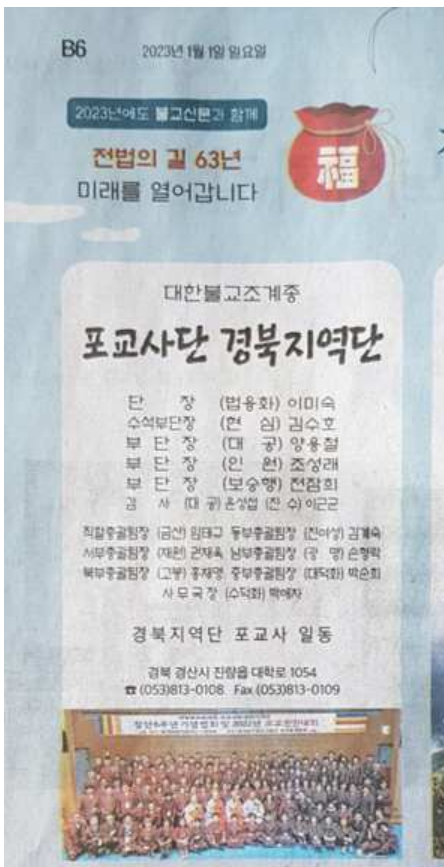 B6 2023년 1월 1일 일요일
2023년에도 불교신문과 함께
전법의 길 63년
미래를 열어갑니다
福
대한불교조계종
포교사단 경북지역단
단 장 (법융화) 이미숙
수석부단장 (현 심) 김수호
부 단 장 (대 공) 양용철
부 단 장 (인 원) 조성래
부 단 장 (보승행) 전잠희
감 사 (대 공) 윤성섭 (진 수) 이근곤
직할총괄팀장 (금산) 임태규 동부총괄팀장 (진여성) 김계숙
서부총괄팀장 (재원) 권재욱 남부총괄팀장 (광 명) 손형락
북부총괄팀장 (고봉) 홍재영 중부총괄팀장 (대덕화) 박순희
사 무 국 장 (수덕화) 박애자
경북지역단 포교사 일동
경북 경산시 진량읍 대학로 1054
☎ (053)813-0108 Fax (053)813-0109